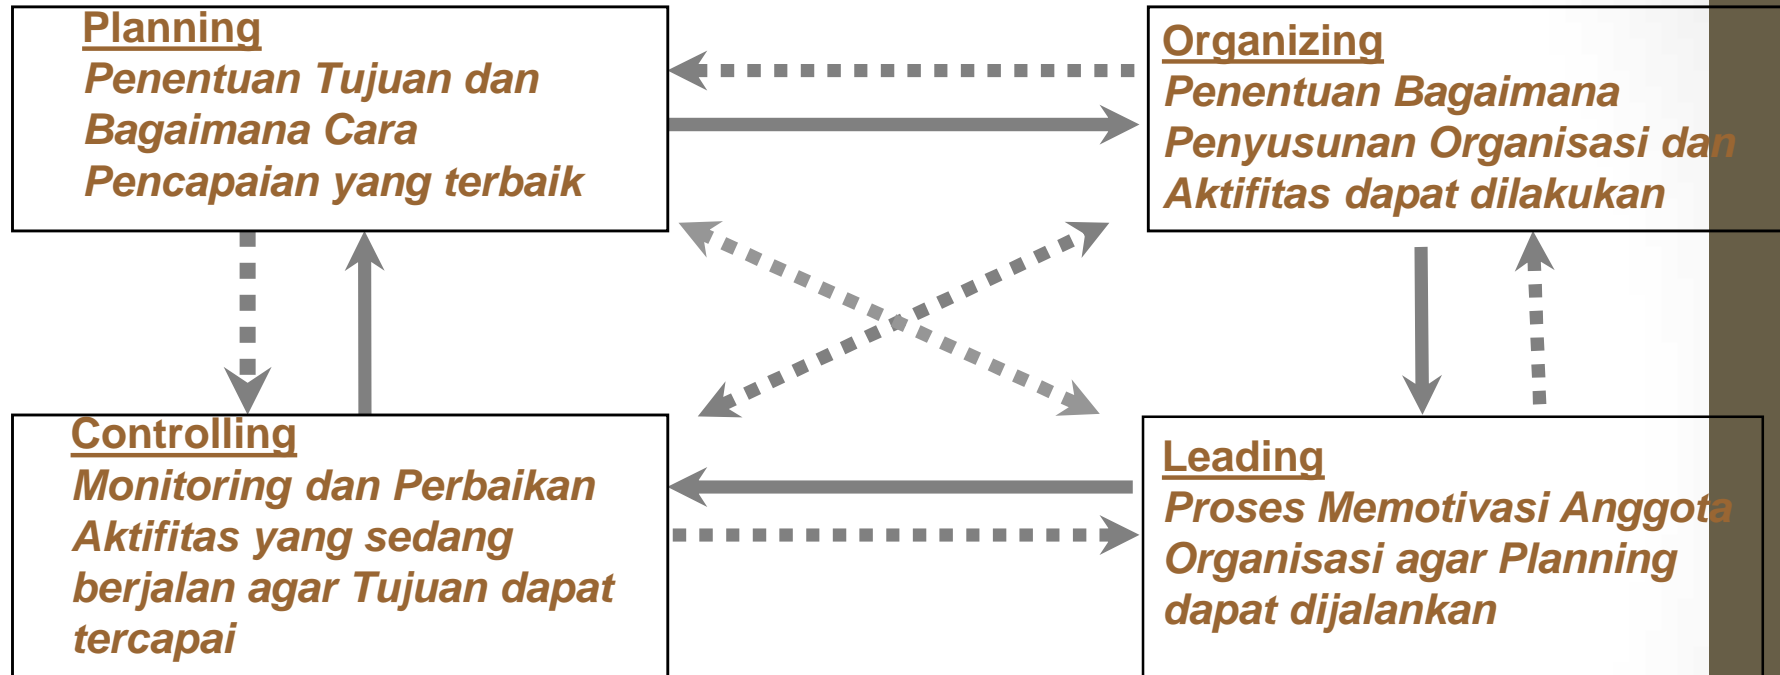 Planning
Penentuan Tujuan dan
Bagaimana Cara
Pencapaian yang terbaik
Organizing
Penentuan Bagaimana
Penyusunan Organisasi dan
Aktifitas dapat dilakukan
Controlling
Monitoring dan Perbaikan
Aktifitas yang sedang
berjalan agar Tujuan dapat
tercapai
Leading
Proses Memotivasi Anggota
Organisasi agar Planning
dapat dijalankan